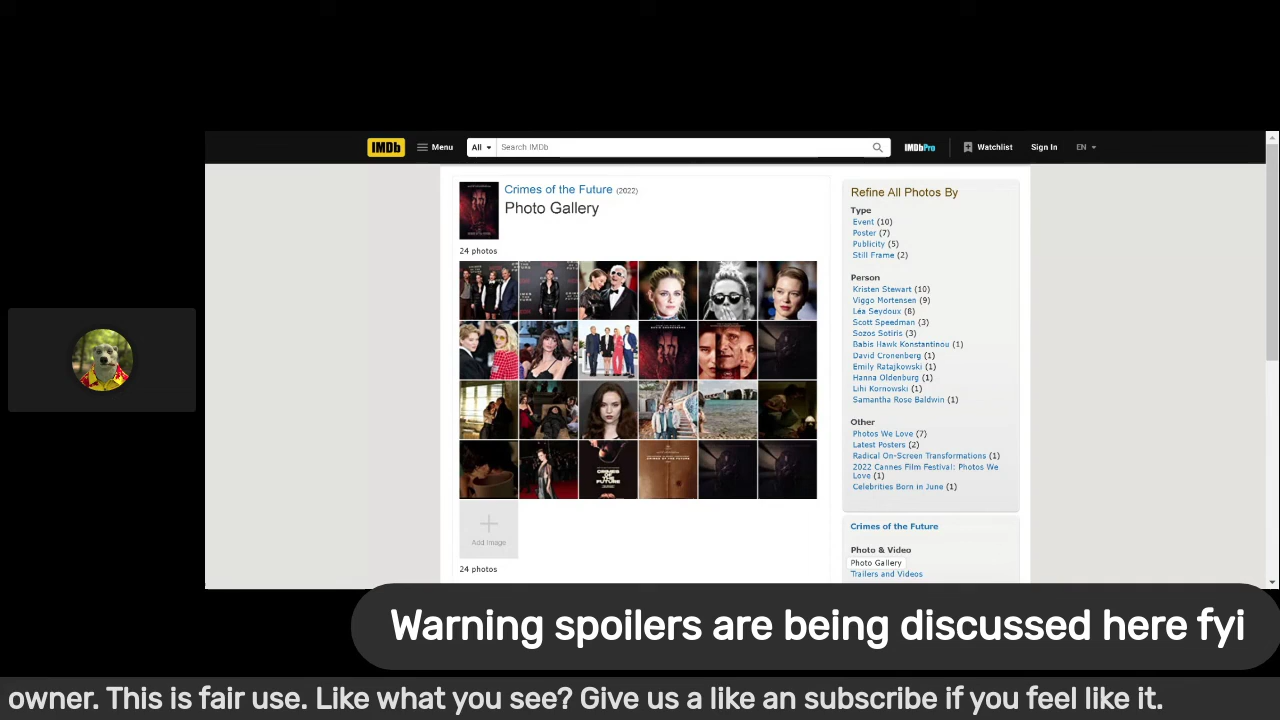 IMDb
Menu
All
Search IMDb
IMDbPro
Watchlist
Sign In
EN
Crimes of the Future (2022)
Photo Gallery
24 photos
Add Image
24 photos
Refine All Photos By
Type
Event (10)
Poster (7)
Publicity (5)
Still Frame (2)
Person
Kristen Stewart (10)
Viggo Mortensen (9)
Léa Seydoux (8)
Scott Speedman (3)
Sozos Sotiris (3)
Babis Hawk Konstantinou (1)
David Cronenberg (1)
Emily Ratajkowski (1)
Hanna Oldenburg (1)
Lihi Kornowski (1)
Samantha Rose Baldwin (1)
Other
Photos We Love (7)
Latest Posters (2)
Radical On-Screen Transformations (1)
2022 Cannes Film Festival: Photos We
Love (1)
Celebrities Born in June (1)
Crimes of the Future
Photo & Video
Photo Gallery
Trailers and Videos
Warning spoilers are being discussed here fyi
owner. This is fair use. Like what you see? Give us a like an subscribe if you feel like it.